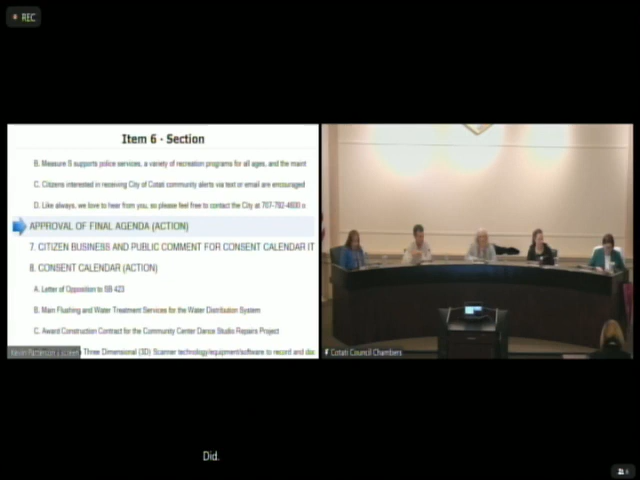 REC
Item 6 - Section
B. Measure S supports police services, a variety of recreation programs for all ages, and the maint
C. Citizens interested in receiving City of Cotati community alerts via text or email are encouraged
D. Like always, we love to hear from you, so please feel free to contact the City at 707-792-4600 o
APPROVAL OF FINAL AGENDA (ACTION)
7. CITIZEN BUSINESS AND PUBLIC COMMENT FOR CONSENT CALENDAR IT
8. CONSENT CALENDAR (ACTION)
A. Letter of Opposition to SB 423
B. Main Flushing and Water Treatment Services for the Water Distribution System
C. Award Construction Contract for the Community Center Dance Studio Repairs Project
Three Dimensional (3D) Scanner technology/equipment/software to record and
Cotati Council Chambers
Did.